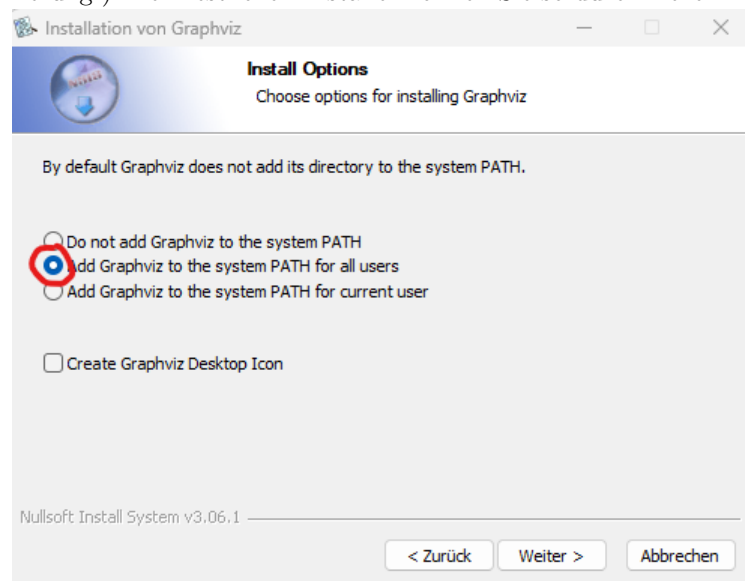 Installation von Graphviz
Install Options
Choose options for installing Graphviz
By default Graphviz does not add its directory to the system PATH.
Do not add Graphviz to the system PATH
Add Graphviz to the system PATH for all users
Add Graphviz to the system PATH for current user
Create Graphviz Desktop Icon
Nullsoft Install System v3.06.1
< Zurück Weiter > Abbrechen